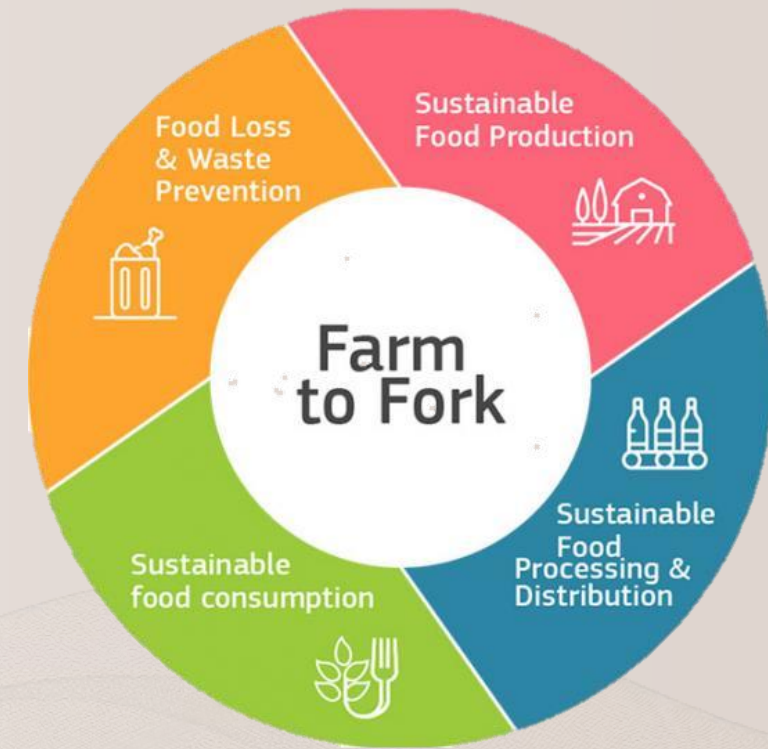 Food Loss
& Waste
Prevention
Sustainable
Food Production
Farm
to Fork
Sustainable
Food
Processing &
Distribution
Sustainable
food consumption